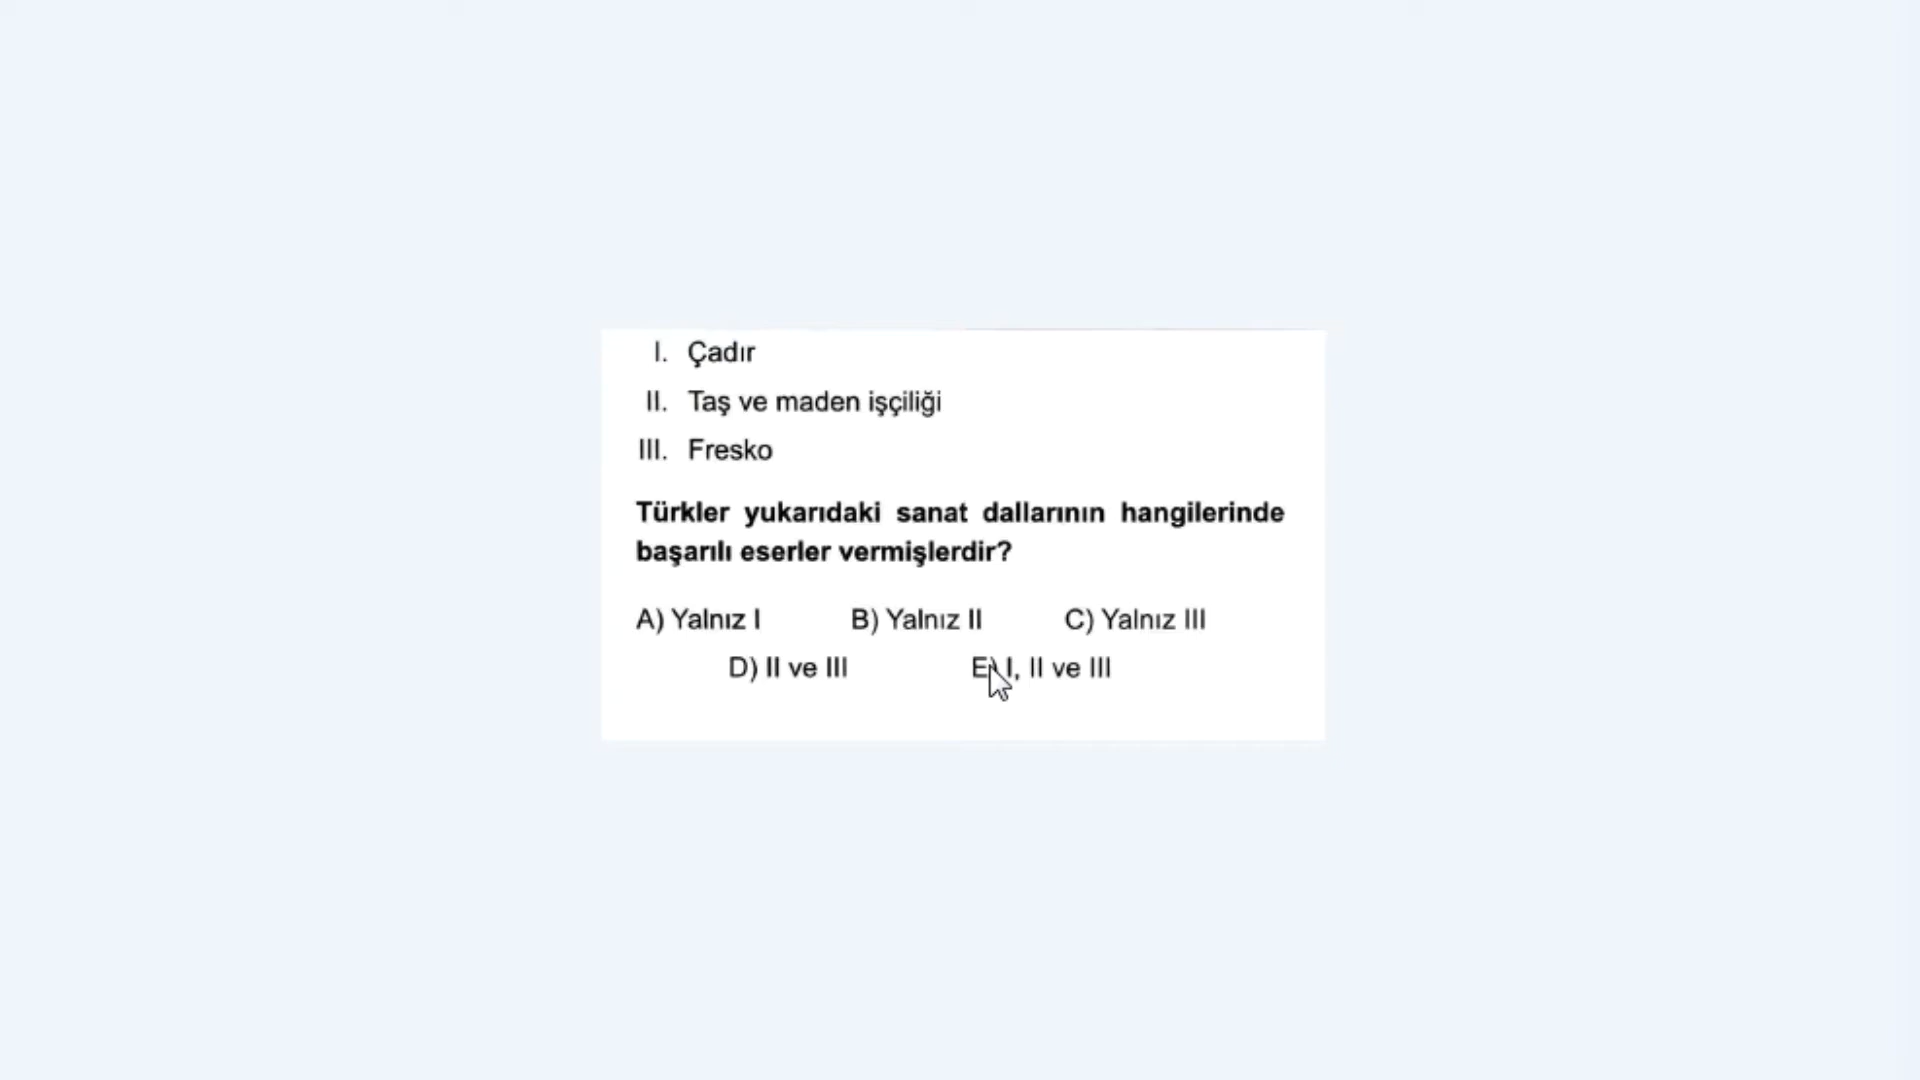 I. Çadır
II. Taş ve maden işçiliği
III. Fresko
Türkler yukarıdaki sanat dallarının hangilerinde
başarılı eserler vermişlerdir?
A) Yalnız I B) Yalnız II C) Yalnız III
D) II ve III E) I, II ve III